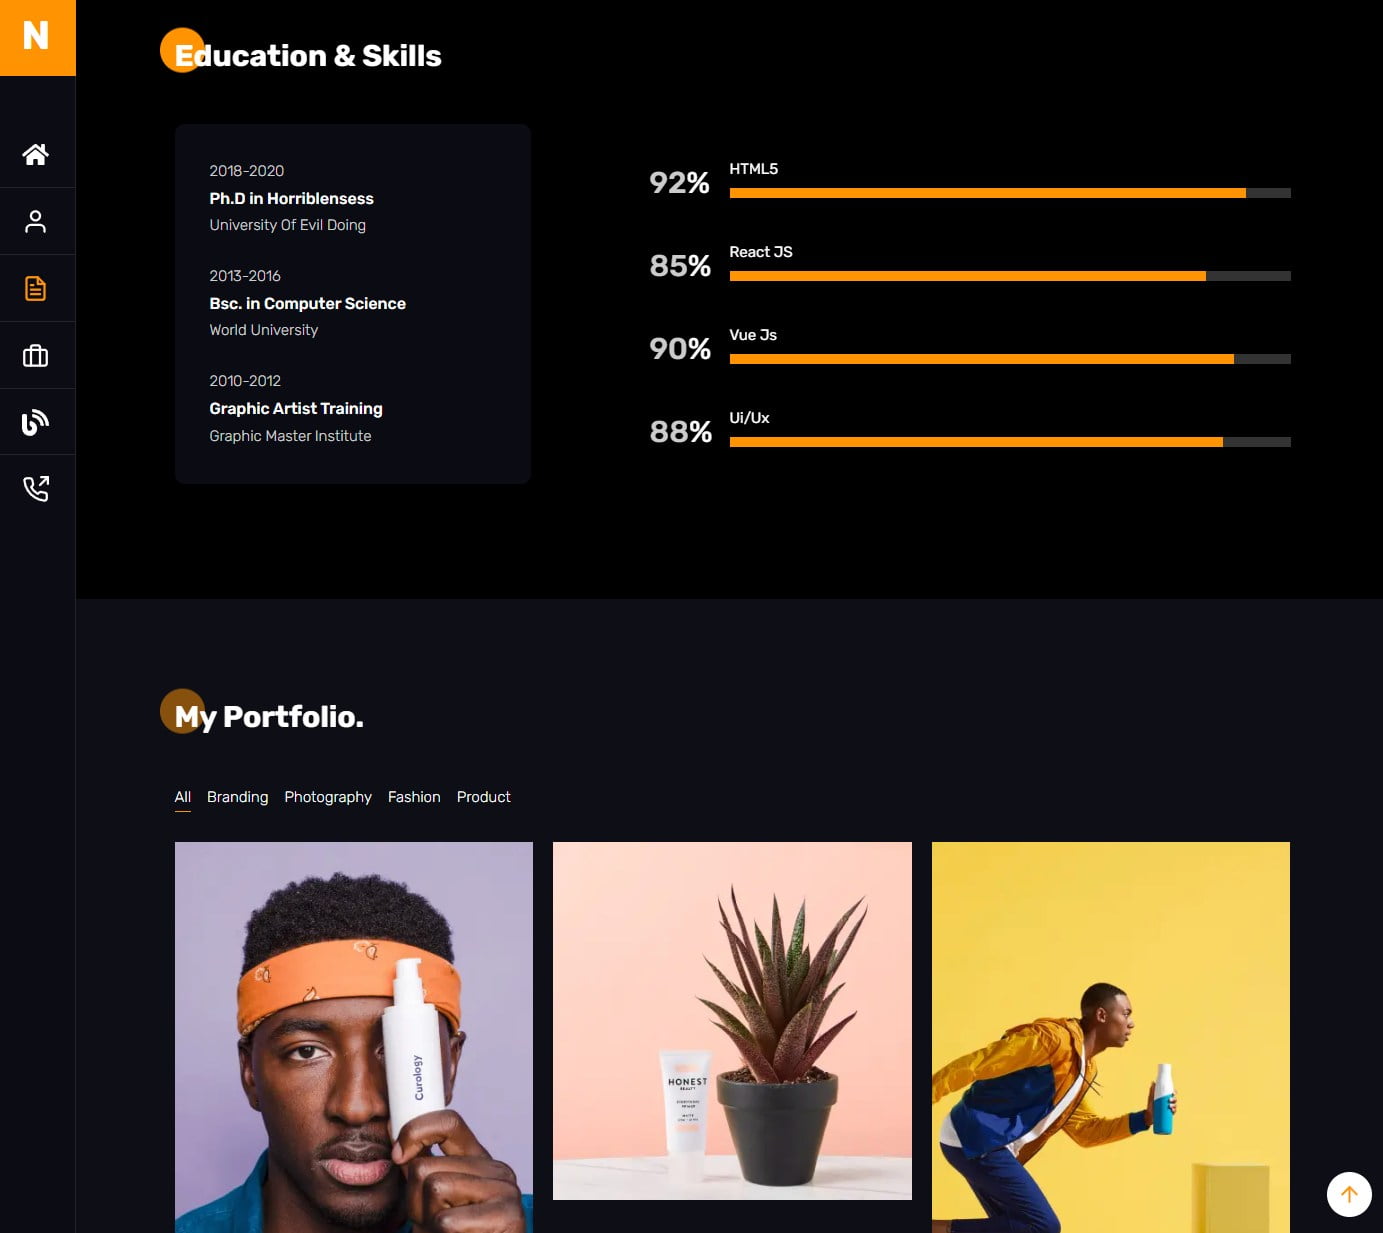 N
Education & Skills
2018-2020
Ph.D in Horriblensess
University Of Evil Doing
2013-2016
Bsc. in Computer Science
World University
2010-2012
Graphic Artist Training
Graphic Master Institute
92%
HTML5
85%
React JS
90%
Vue Js
88%
Ui/Ux
My Portfolio.
All Branding Photography Fashion Product
Curology
HONEST
BEAUTY